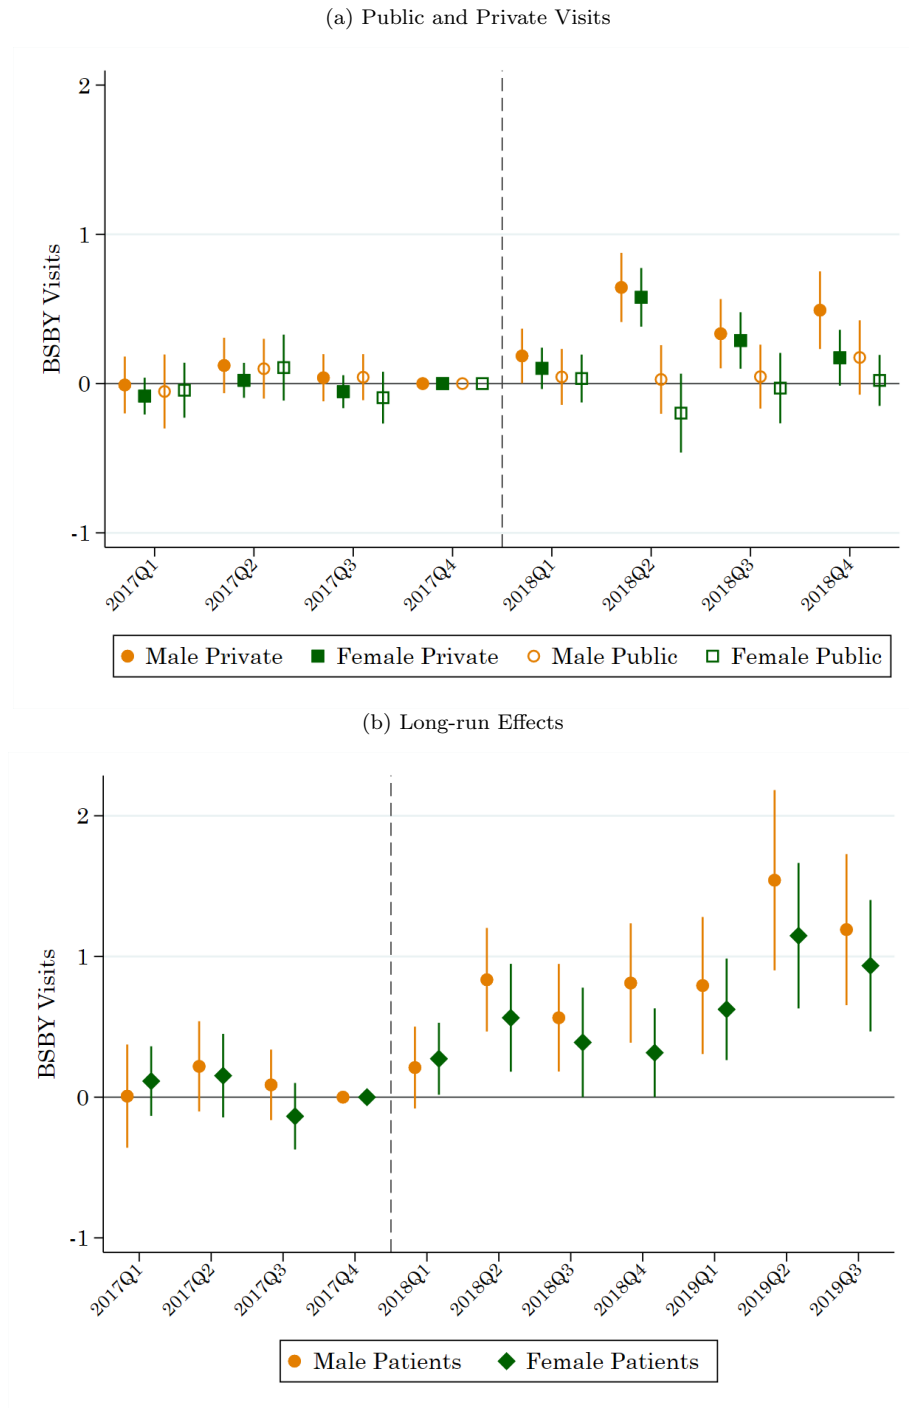 (a) Public and Private Visits
BSBY Visits
2
1
0
-1
2017Q1 2017Q2 2017Q3 2017Q4 2018Q1 2018Q2 2018Q3 2018Q4
Male Private Female Private Male Public Female Public
(b) Long-run Effects
BSBY Visits
2
1
0
-1
2017Q1 2017Q2 2017Q3 2017Q4 2018Q1 2018Q2 2018Q3 2018Q4 2019Q1 2019Q2 2019Q3
Male Patients Female Patients